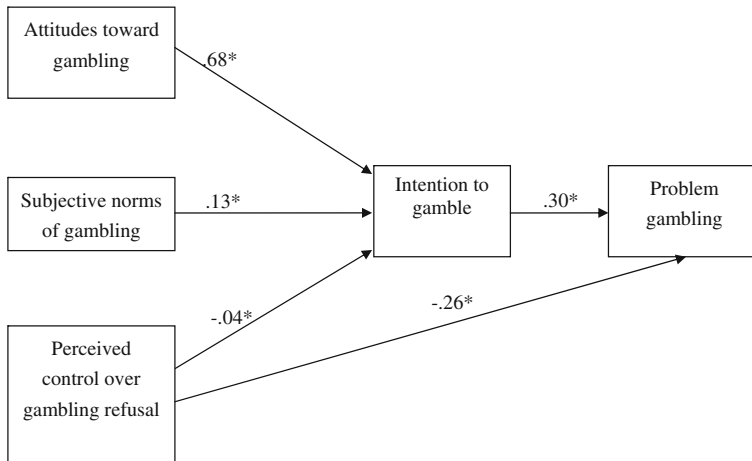 Attitudes toward
gambling
.68*
Subjective norms
of gambling
.13*
Intention to
gamble
.30*
Problem
gambling
-.04*
-.26*
Perceived
control over
gambling refusal